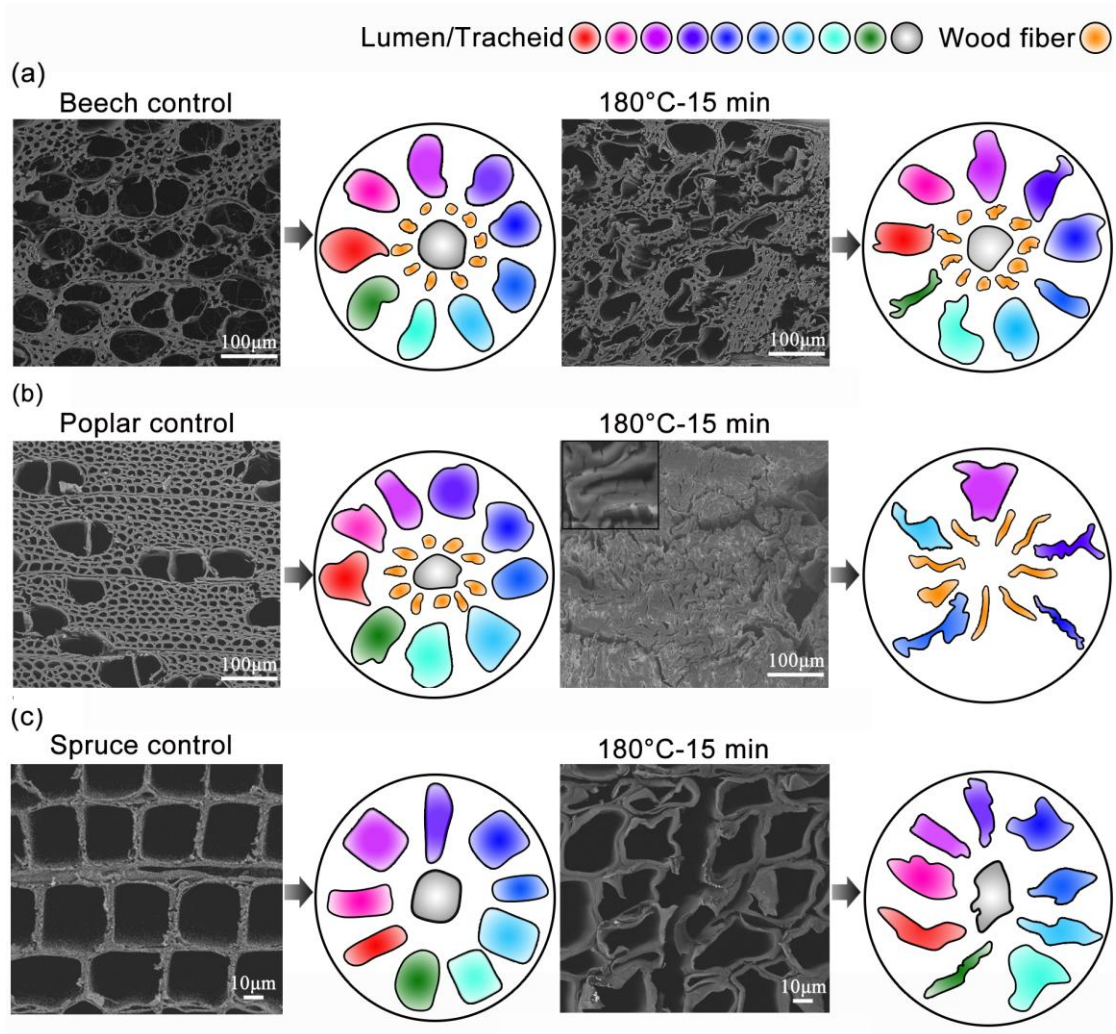 Lumen/Tracheid Wood fiber
(a)
Beech control 180°C-15 min
100μm 100μm
(b)
Poplar control 180°C-15 min
100μm 100μm
(c)
Spruce control 180°C-15 min
10μm 10μm